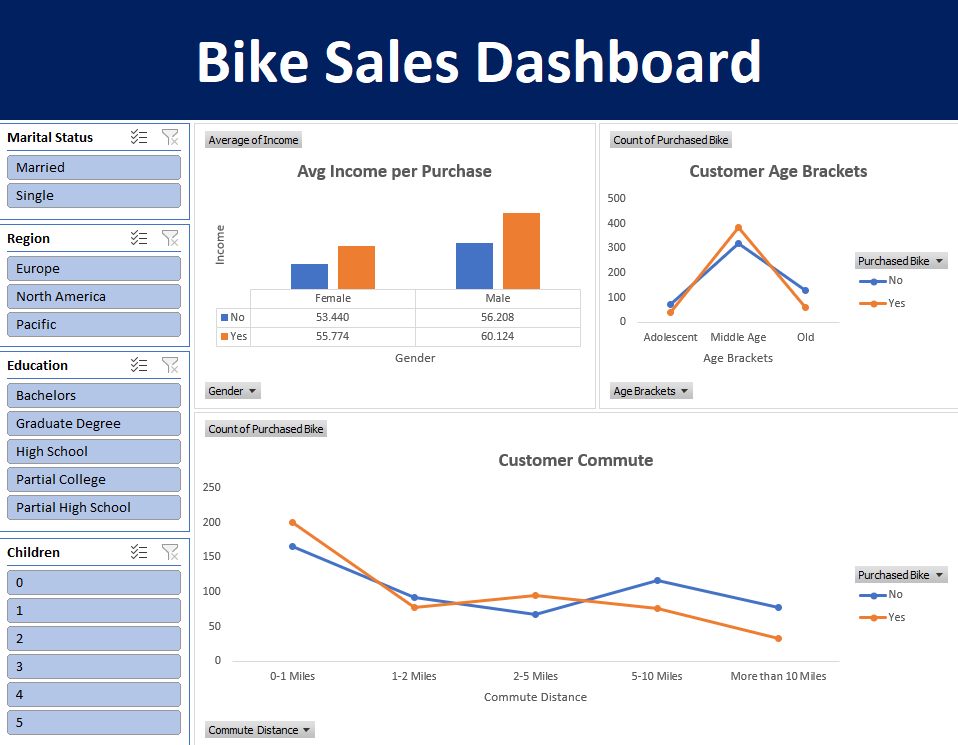 Bike Sales Dashboard
Marital Status
Married
Single
Region
Europe
North America
Pacific
Education
Bachelors
Graduate Degree
High School
Partial College
Partial High School
Children
0
1
2
3
4
5
Average of Income
Avg Income per Purchase
Income
Female Male
No 53.440 56.208
Yes 55.774 60.124
Gender
Gender
Count of Purchased Bike
Customer Age Brackets
500
400
300
200
100
0
Adolescent Middle Age Old
Age Brackets
Purchased Bike
No
Yes
Age Brackets
Count of Purchased Bike
Customer Commute
250
200
150
100
50
0
0-1 Miles 1-2 Miles 2-5 Miles 5-10 Miles More than 10 Miles
Commute Distance
Purchased Bike
No
Yes
Commute Distance